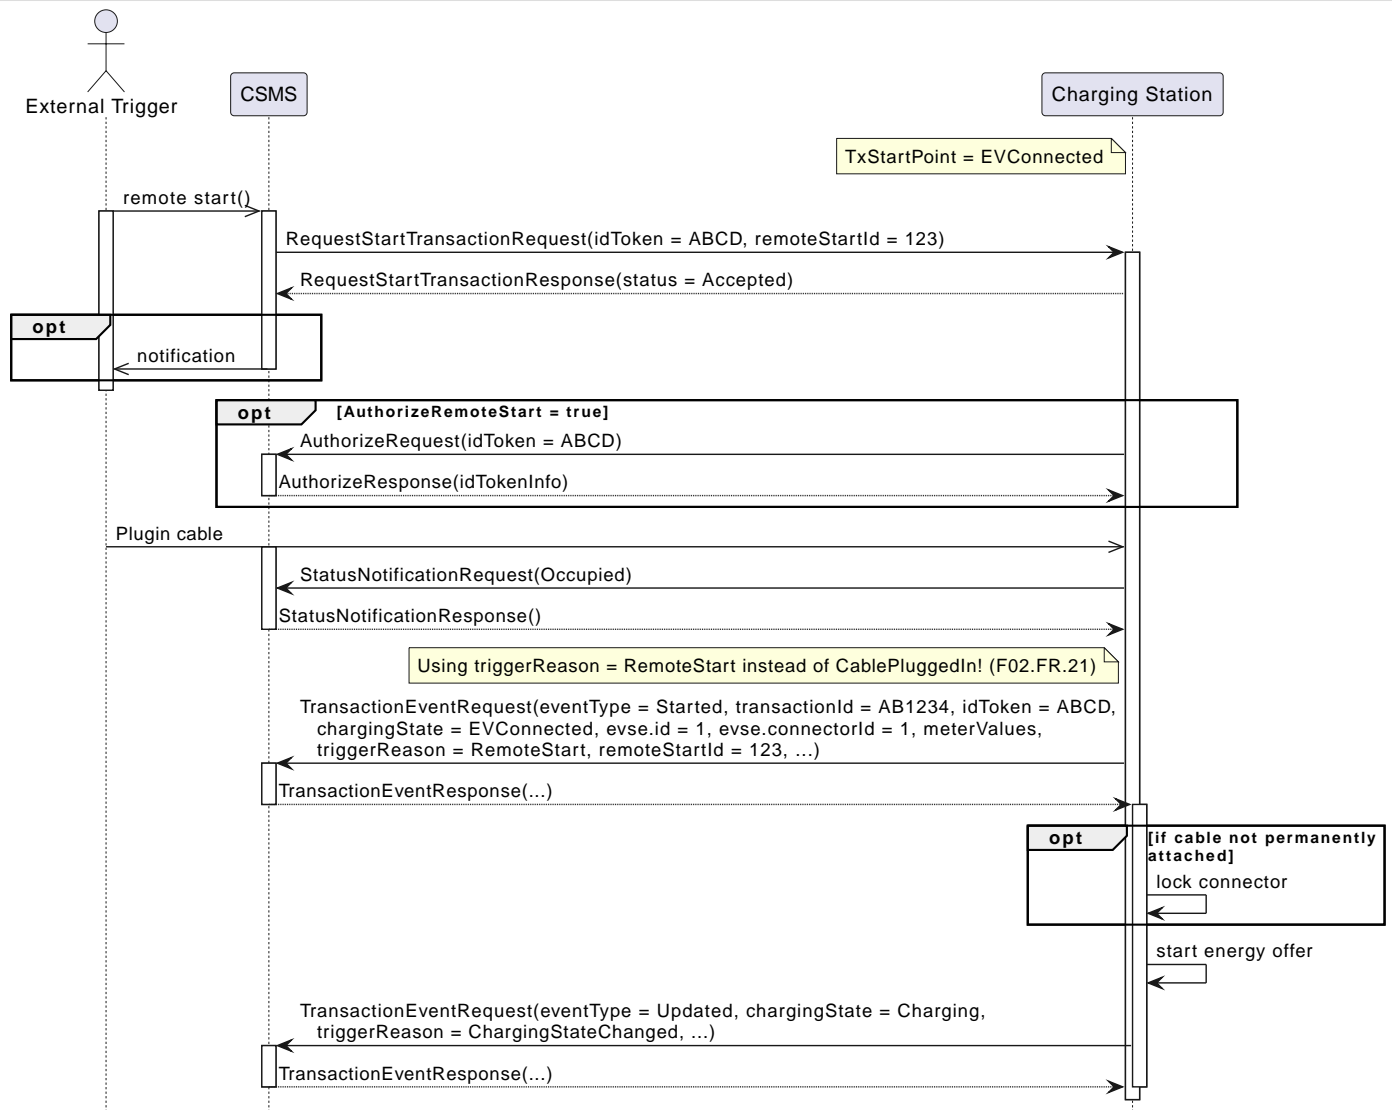 External Trigger
CSMS
Charging Station
TxStartPoint = EVConnected
remote start()
RequestStartTransactionRequest(idToken = ABCD, remoteStartId = 123)
RequestStartTransactionResponse(status = Accepted)
opt
notification
opt [AuthorizeRemoteStart = true]
AuthorizeRequest(idToken = ABCD)
AuthorizeResponse(idTokenInfo)
Plugin cable
StatusNotificationRequest(Occupied)
StatusNotificationResponse()
Using triggerReason = RemoteStart instead of CablePluggedIn! (F02.FR.21)
TransactionEventRequest(eventType = Started, transactionId = AB1234, idToken = ABCD,
chargingState = EVConnected, evse.id = 1, evse.connectorId = 1, meterValues,
triggerReason = RemoteStart, remoteStartId = 123, ...)
TransactionEventResponse(...)
opt [if cable not permanently
attached]
lock connector
start energy offer
TransactionEventRequest(eventType = Updated, chargingState = Charging,
triggerReason = ChargingStateChanged, ...)
TransactionEventResponse(...)